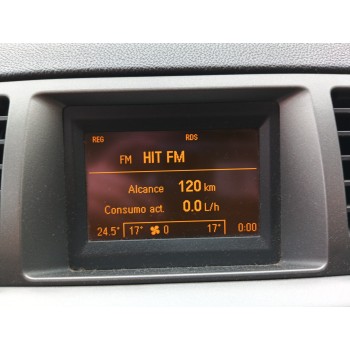 REG RDS
FM HIT FM
Alcance 120 km
Consumo act. 0.0 L/h
24.5° 17° 0 17° 0:00